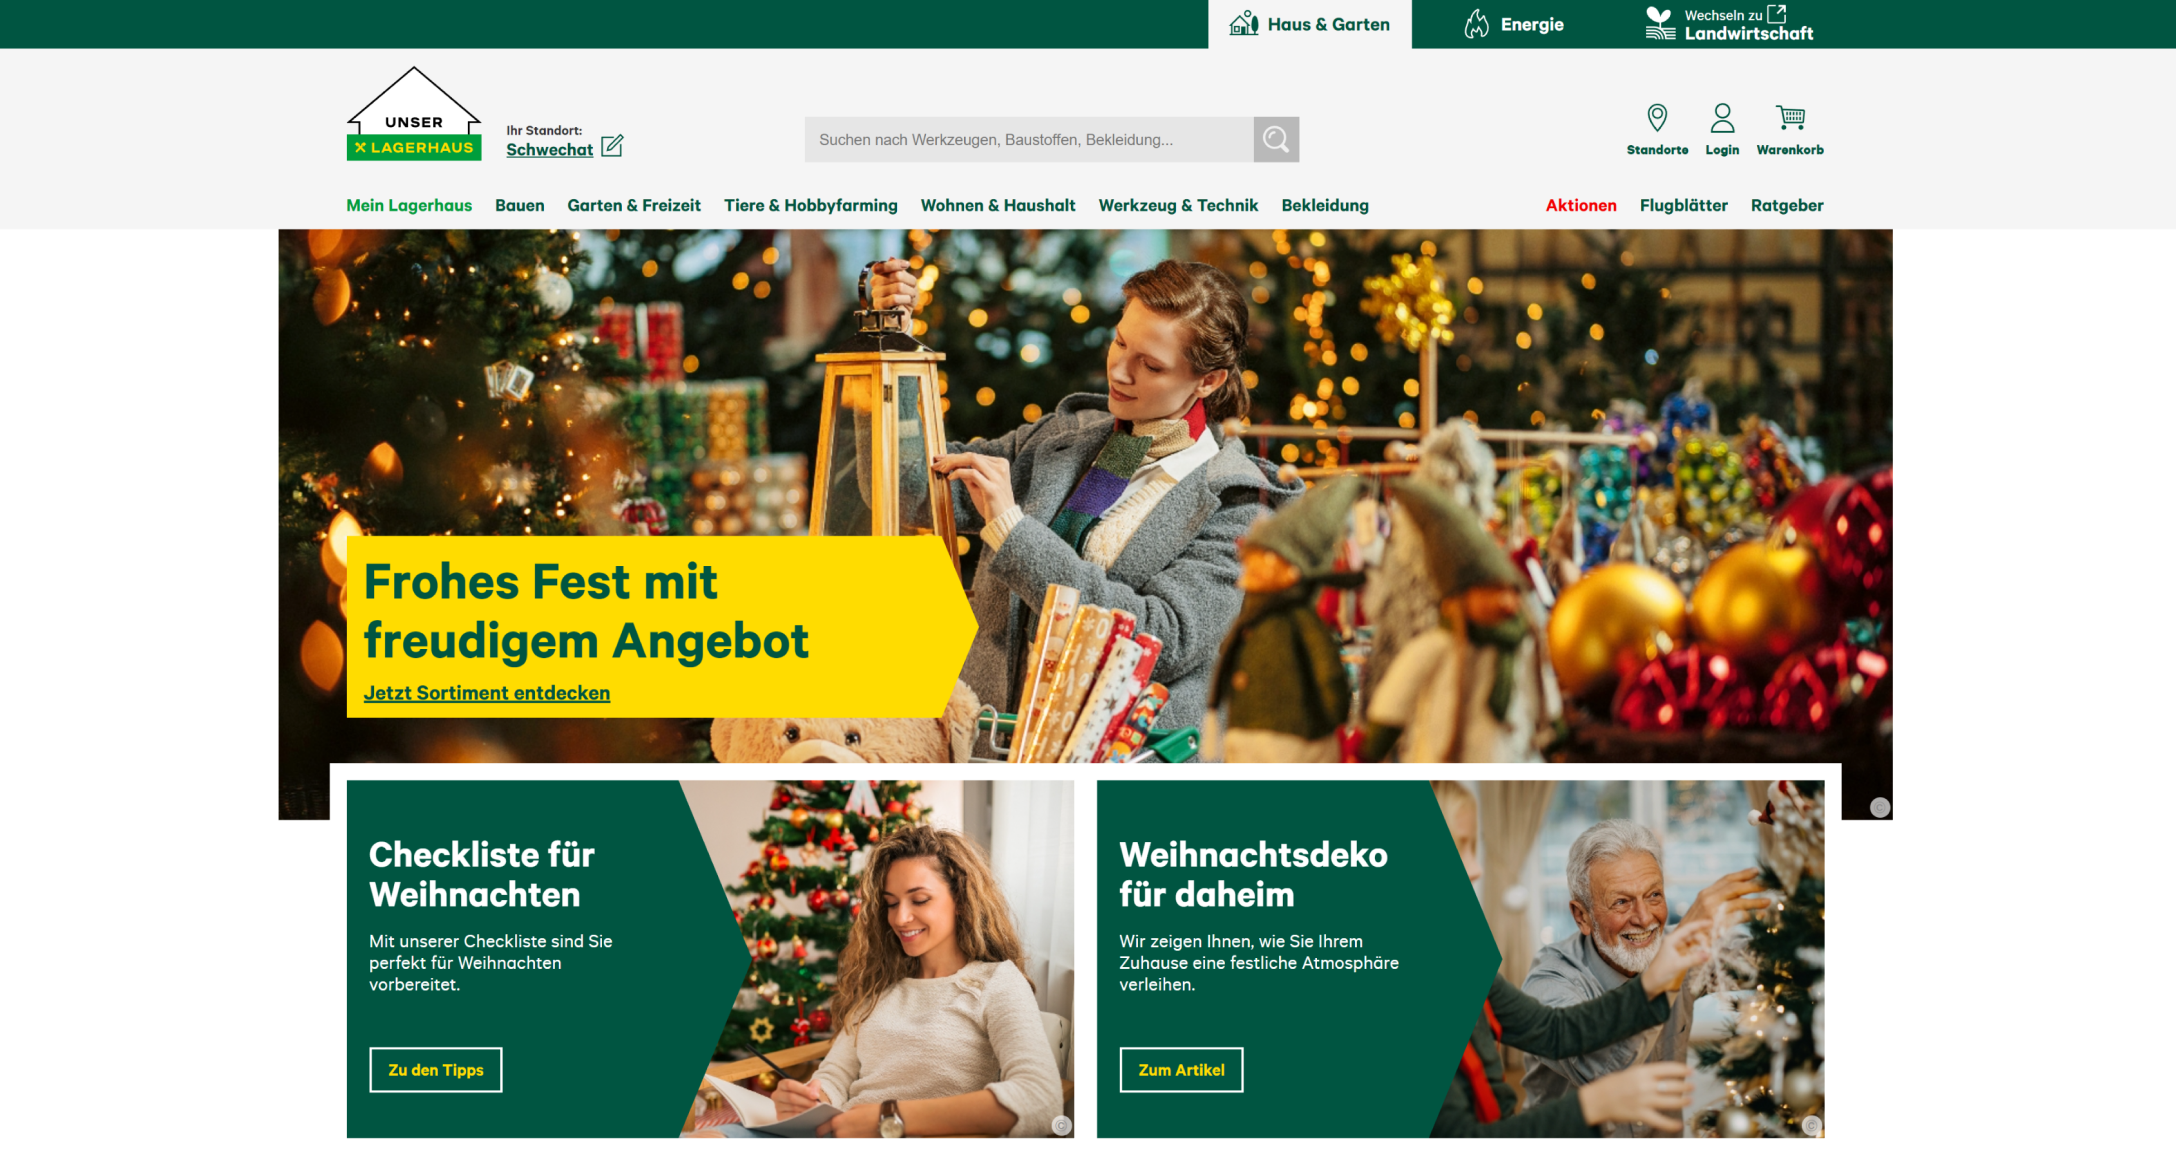 Haus & Garten
Energie
Wechseln zu
Landwirtschaft
UNSER
LAGERHAUS
Ihr Standort:
Schwechat
Suchen nach Werkzeugen, Baustoffen, Bekleidung...
Standorte
Login
Warenkorb
Mein Lagerhaus
Bauen
Garten & Freizeit
Tiere & Hobbyfarming
Wohnen & Haushalt
Werkzeug & Technik
Bekleidung
Aktionen
Flugblätter
Ratgeber
Frohes Fest mit
freudigem Angebot
Jetzt Sortiment entdecken
©
Checkliste für
Weihnachten
Mit unserer Checkliste sind Sie
perfekt für Weihnachten
vorbereitet.
Zu den Tipps
©
Weihnachtsdeko
für daheim
Wir zeigen Ihnen, wie Sie Ihrem
Zuhause eine festliche Atmosphäre
verleihen.
Zum Artikel
©